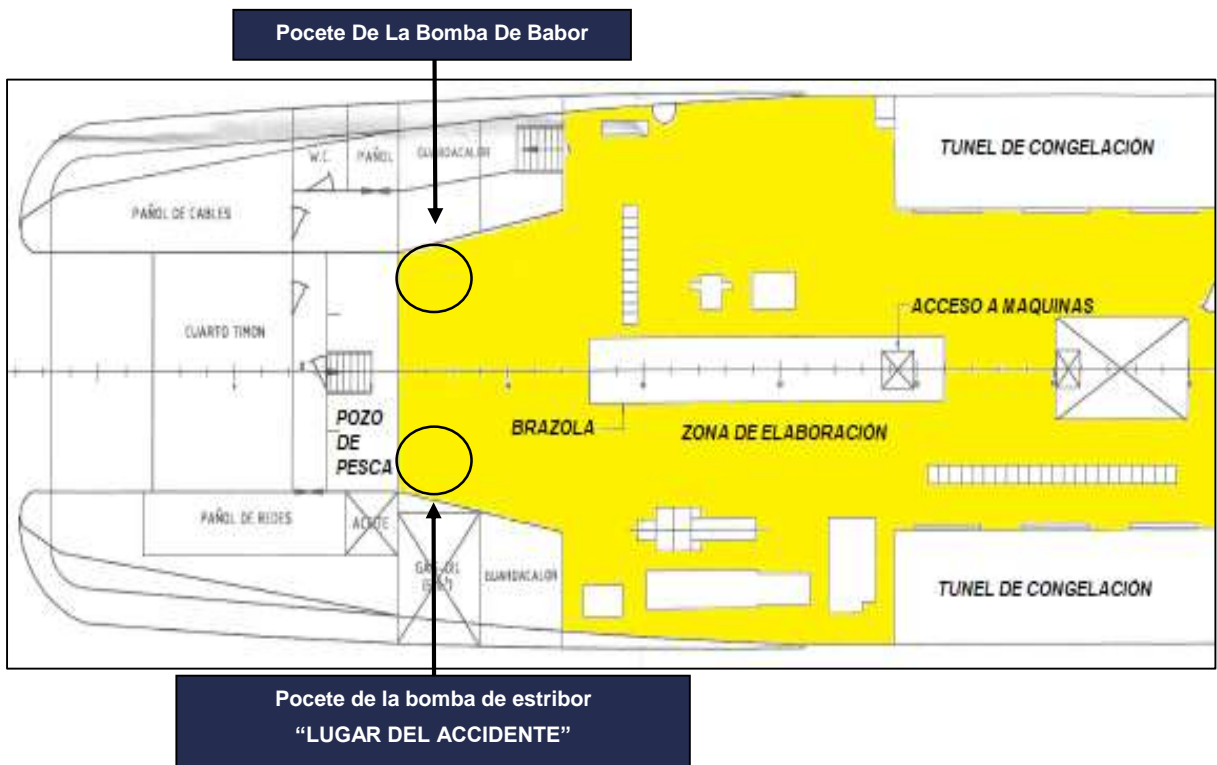 Pocete De La Bomba De Babor
W.C.
PAÑOL
GUARDACALOR
TUNEL DE CONGELACIÓN
PAÑOL DE CABLES
ACCESO A MAQUINAS
CUARTO TIMON
POZO
DE
PESCA
BRAZOLA
ZONA DE ELABORACIÓN
PAÑOL DE REDES
ACEITE
GAS-OIL
GUARDACALOR
TUNEL DE CONGELACIÓN
Pocete de la bomba de estribor
“LUGAR DEL ACCIDENTE”